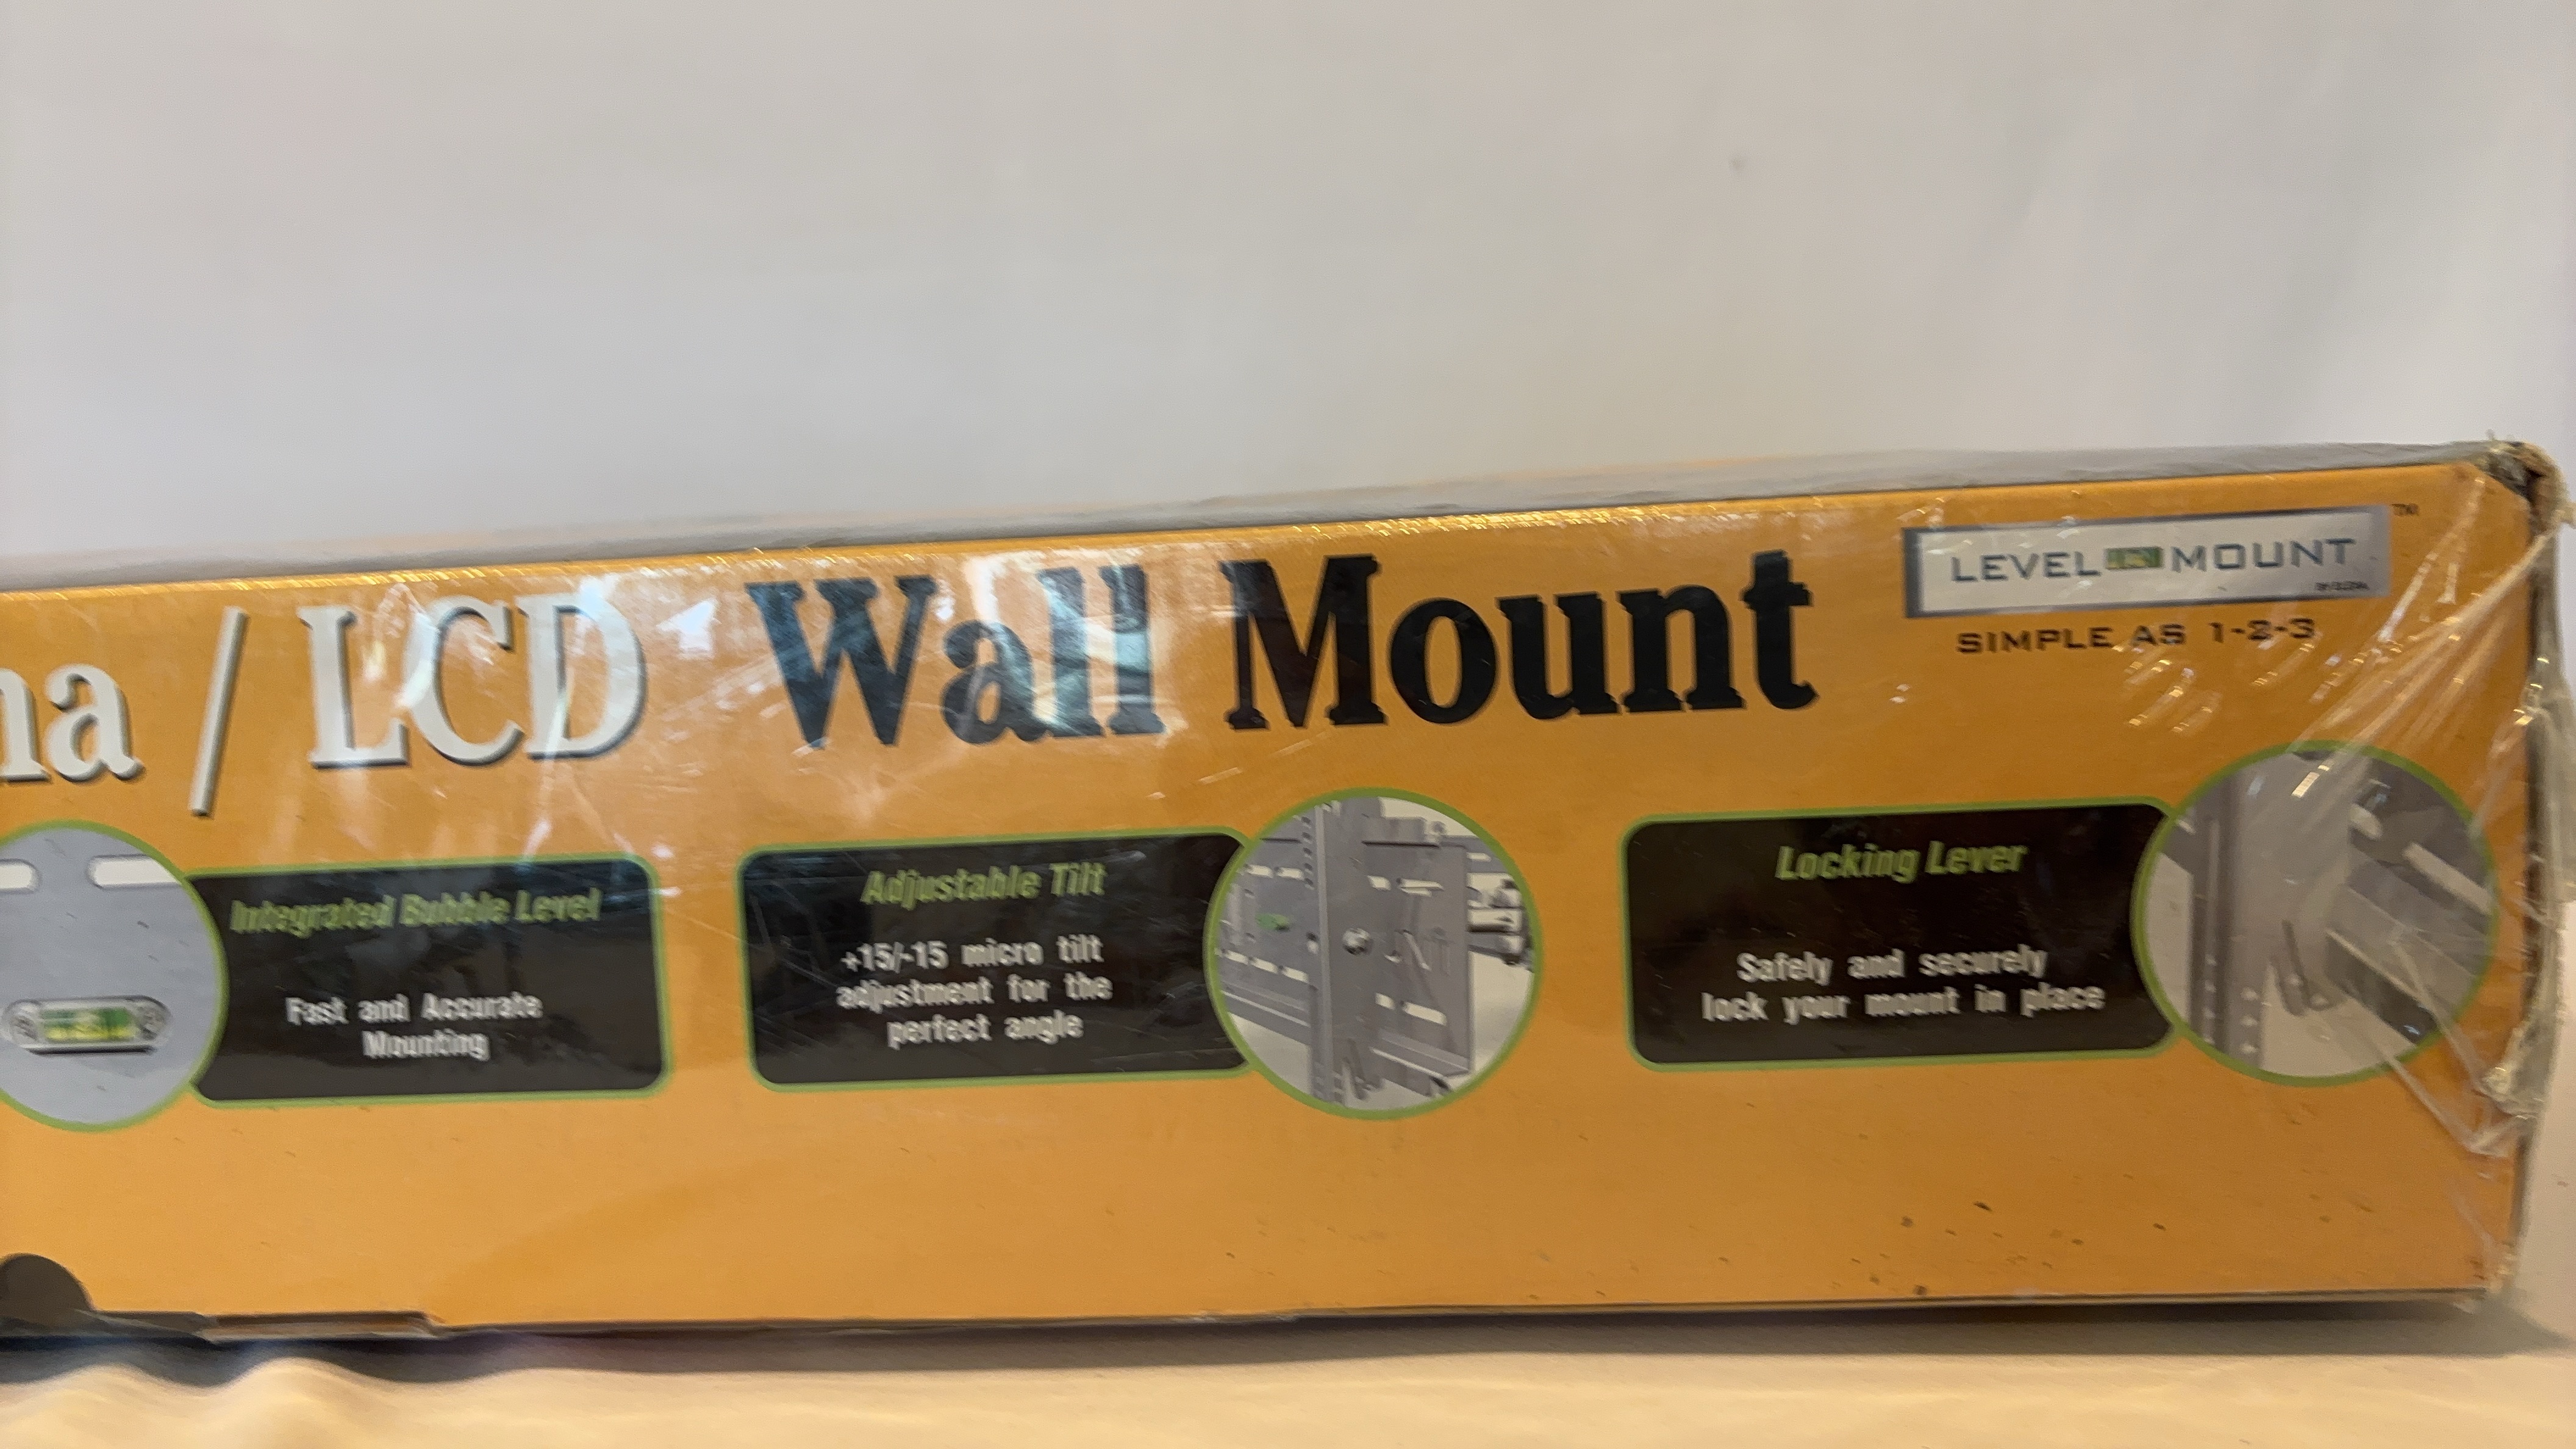 na / LCD Wall Mount
LEVEL IN MOUNT
TM
SIMPLE AS 1-2-3
Integrated Bubble Level
Fast and Accurate
Mounting
Adjustable Tilt
+15/-15 micro tilt
adjustment for the
perfect angle
Locking Lever
Safely and securely
lock your mount in place